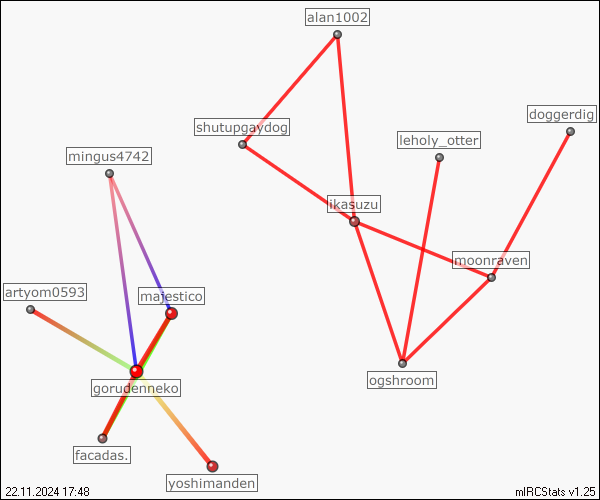 alan1002
doggerdig
shutupgaydog
leholy_otter
mingus4742
ikasuzu
moonraven
artyom0593
majestico
ogshroom
gorudenneko
facadas.
yoshimanden
22.11.2024 17:48
mIRCStats v1.25